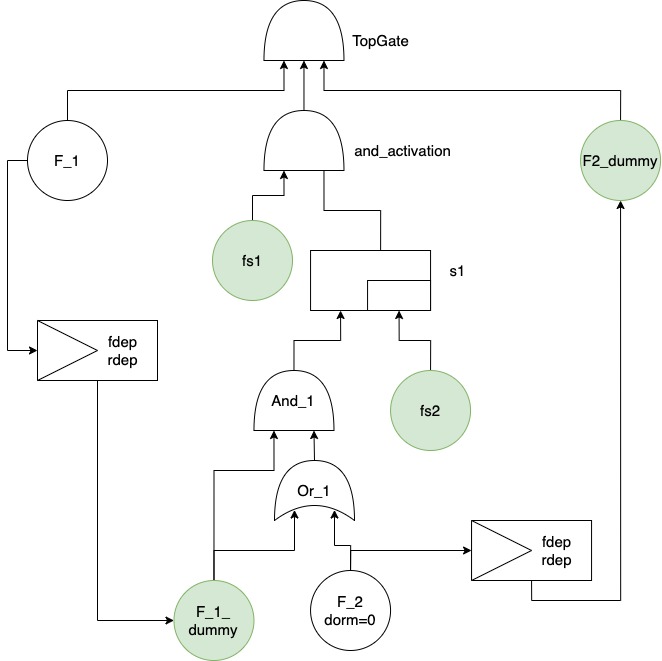 TopGate
and_activation
F_1
F2_dummy
fs1
s1
fdep
rdep
And_1
fs2
Or_1
fdep
rdep
F_1_
dummy
F_2
dorm=0